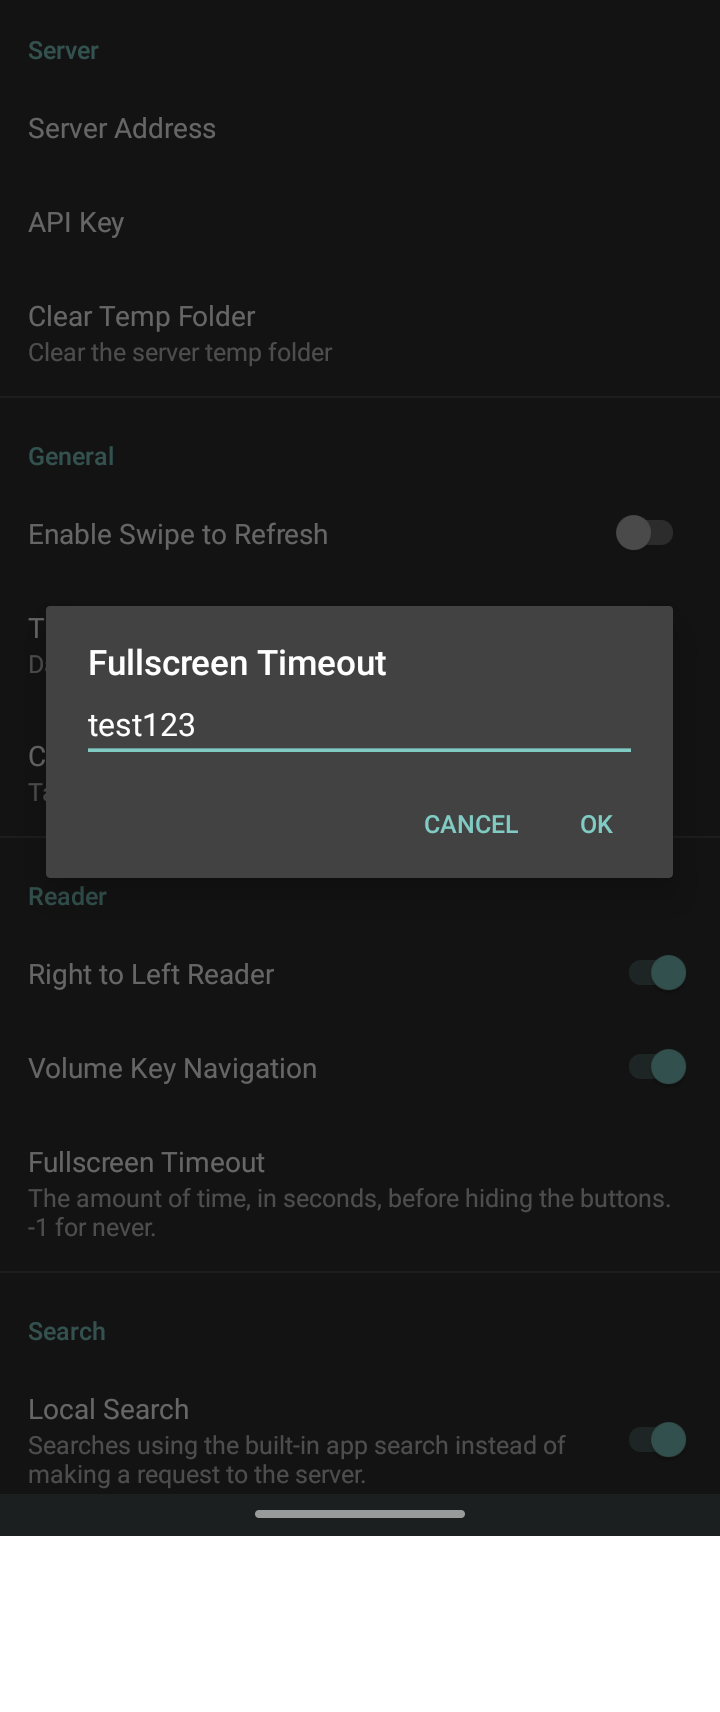 Server
Server Address
API Key
Clear Temp Folder
Clear the server temp folder
General
Enable Swipe to Refresh
Fullscreen Timeout
test123
CANCEL OK
Reader
Right to Left Reader
Volume Key Navigation
Fullscreen Timeout
The amount of time, in seconds, before hiding the buttons.
-1 for never.
Search
Local Search
Searches using the built-in app search instead of
making a request to the server.